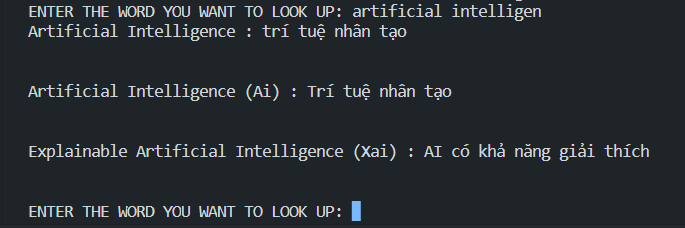 ENTER THE WORD YOU WANT TO LOOK UP: artificial intelligen
Artificial Intelligence : trí tuệ nhân tạo
Artificial Intelligence (Ai) : Trí tuệ nhân tạo
Explainable Artificial Intelligence (Xai) : AI có khả năng giải thích
ENTER THE WORD YOU WANT TO LOOK UP: